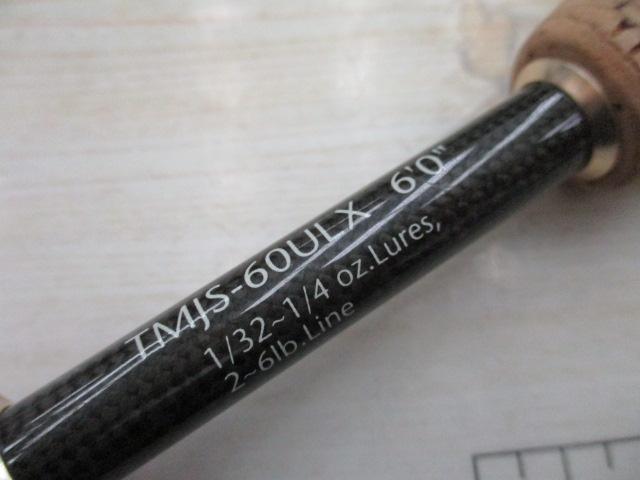 TMJS-60ULX 6'0"
1/32~1/4 oz.Lures,
2~6lb.Line